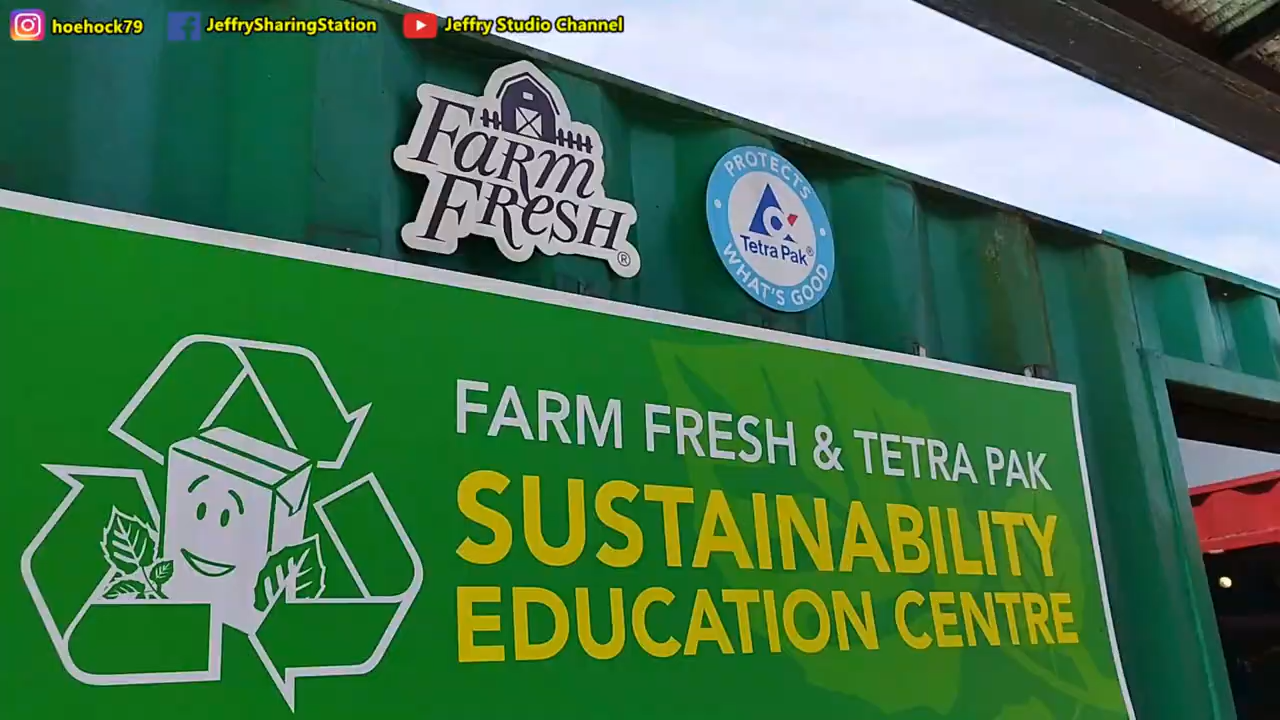 hoehock79 JeffrySharingStation Jeffry Studio Channel
FARM
FRESH
®
PROTECTS
Tetra Pak®
WHAT'S GOOD
FARM FRESH & TETRA PAK
SUSTAINABILITY
EDUCATION CENTRE